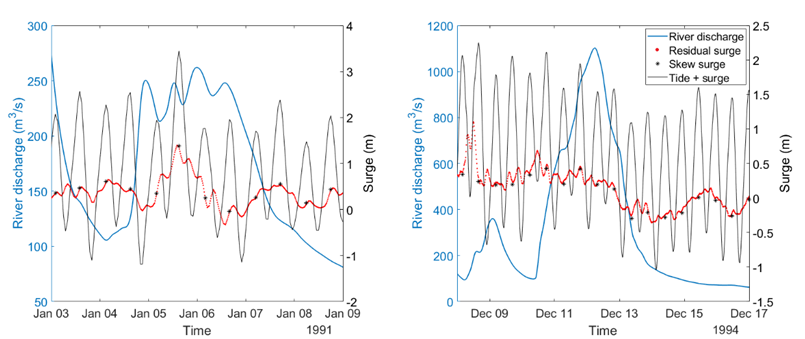 300
250
200
150
100
50
River discharge (m³/s)
4
3
2
1
0
-1
-2
Surge (m)
Jan 03
Jan 04
Jan 05
Jan 06
Jan 07
Jan 08
Jan 09
Time
1991
1200
1000
800
600
400
200
0
River discharge (m³/s)
River discharge
Residual surge
Skew surge
Tide + surge
2.5
2
1.5
1
0.5
0
-0.5
-1
-1.5
Surge (m)
Dec 09
Dec 11
Dec 13
Dec 15
Dec 17
Time
1994